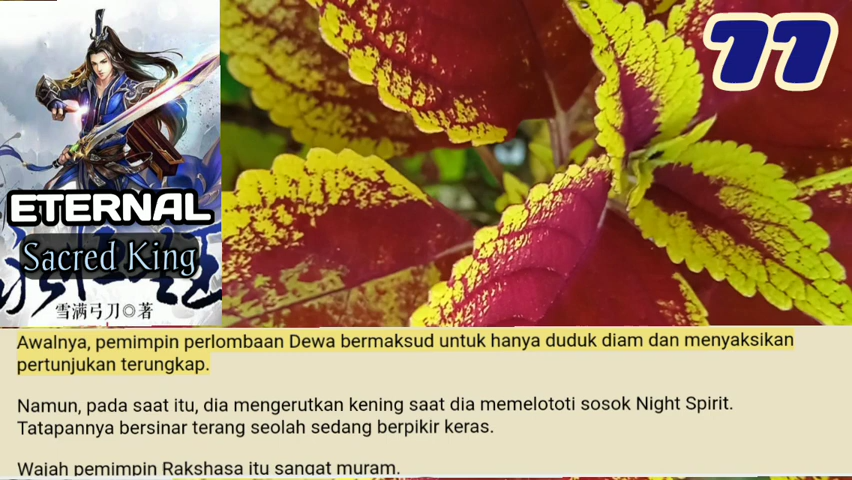 77
ETERNAL
Sacred King
雪满弓刀◎著
Awalnya, pemimpin perlombaan Dewa bermaksud untuk hanya duduk diam dan menyaksikan
pertunjukan terungkap.
Namun, pada saat itu, dia mengerutkan kening saat dia memelototi sosok Night Spirit.
Tatapannya bersinar terang seolah sedang berpikir keras.
Wajah pemimpin Rakshasa itu sangat muram.